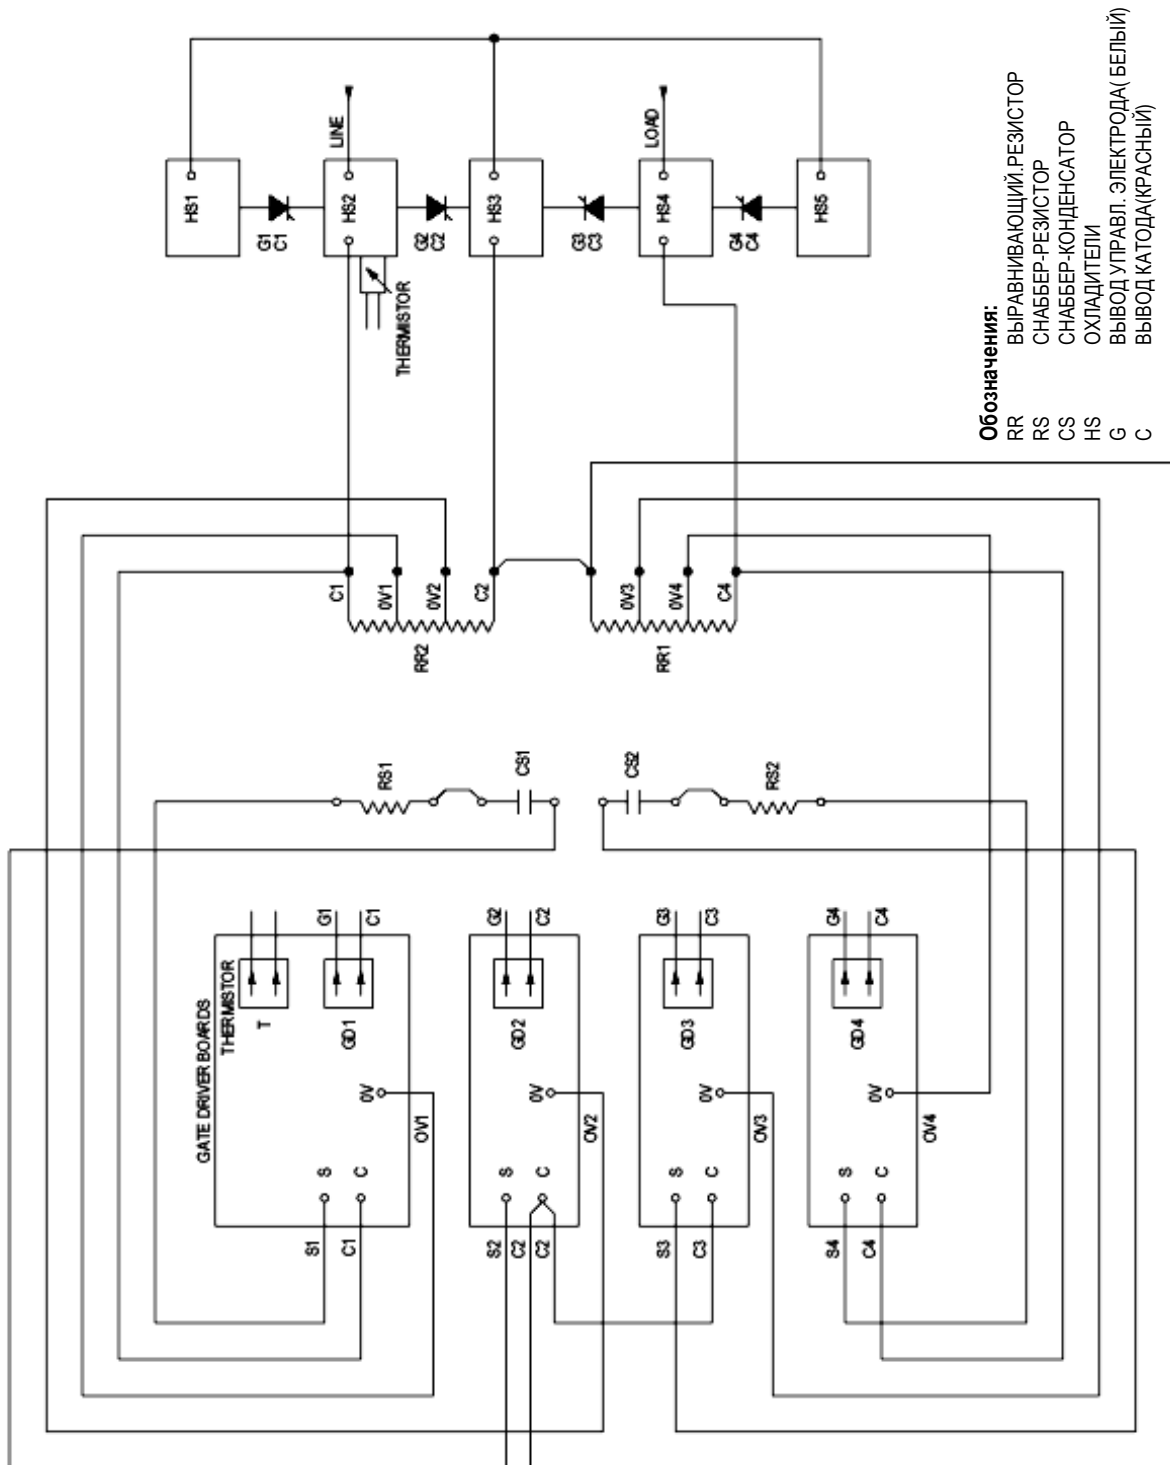 HS1
G1
C1
HS2
LINE
THERMISTOR
G2
C2
HS3
G3
C3
HS4
LOAD
G4
C4
HS5
C1
0V1
0V2
C2
RR2
0V3
0V4
C4
RR1
RS1
CS1
CS2
RS2
GATE DRIVER BOARDS
THERMISTOR
T
G1
C1
GD1
0V
S
C
OV1
S1
C1
G2
C2
GD2
0V
S
C
OV2
S2
C2
C2
G3
C3
GD3
0V
S
C
OV3
S3
C3
G4
C4
GD4
0V
S
C
OV4
S4
C4
Обозначения:
RR ВЫРАВНИВАЮЩИЙ.РЕЗИСТОР
RS СНАББЕР-РЕЗИСТОР
CS СНАББЕР-КОНДЕНСАТОР
HS ОХЛАДИТЕЛИ
G ВЫВОД УПРАВЛ. ЭЛЕКТРОДА( БЕЛЫЙ)
C ВЫВОД КАТОДА(КРАСНЫЙ)